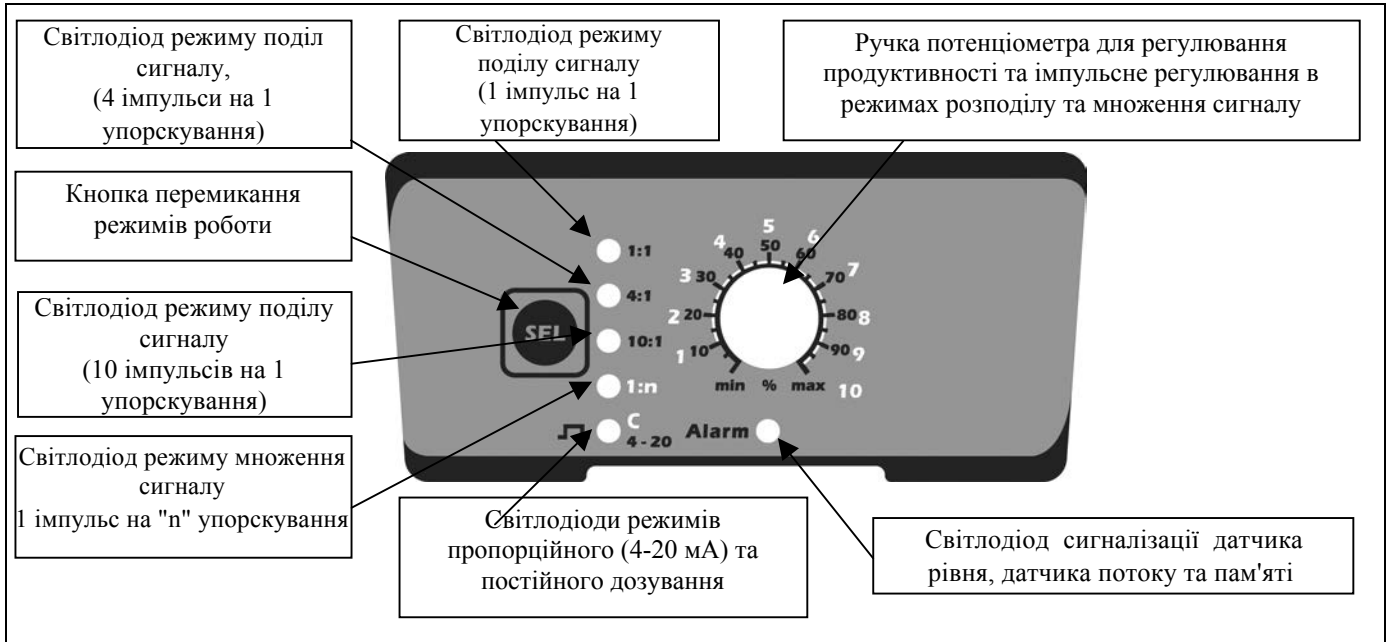 Світлодіод режиму поділ
сигналу,
(4 імпульси на 1
упорскування)
Світлодіод режиму
поділу сигналу
(1 імпульс на 1
упорскування)
Ручка потенціометра для регулювання
продуктивності та імпульсне регулювання в
режимах розподілу та множення сигналу
Кнопка перемикання
режимів роботи
Світлодіод режиму поділу
сигналу
(10 імпульсів на 1
упорскування)
Світлодіод режиму множення
сигналу
1 імпульс на "n" упорскування
SEL
1:1
4:1
10:1
1:n
C
4 - 20
Alarm
1 2 3 4 5 6 7 8 9 10
10 20 30 40 50 60 70 80 90
min % max
Світлодіоди режимів
пропорційного (4-20 мА) та
постійного дозування
Світлодіод сигналізації датчика
рівня, датчика потоку та пам'яті